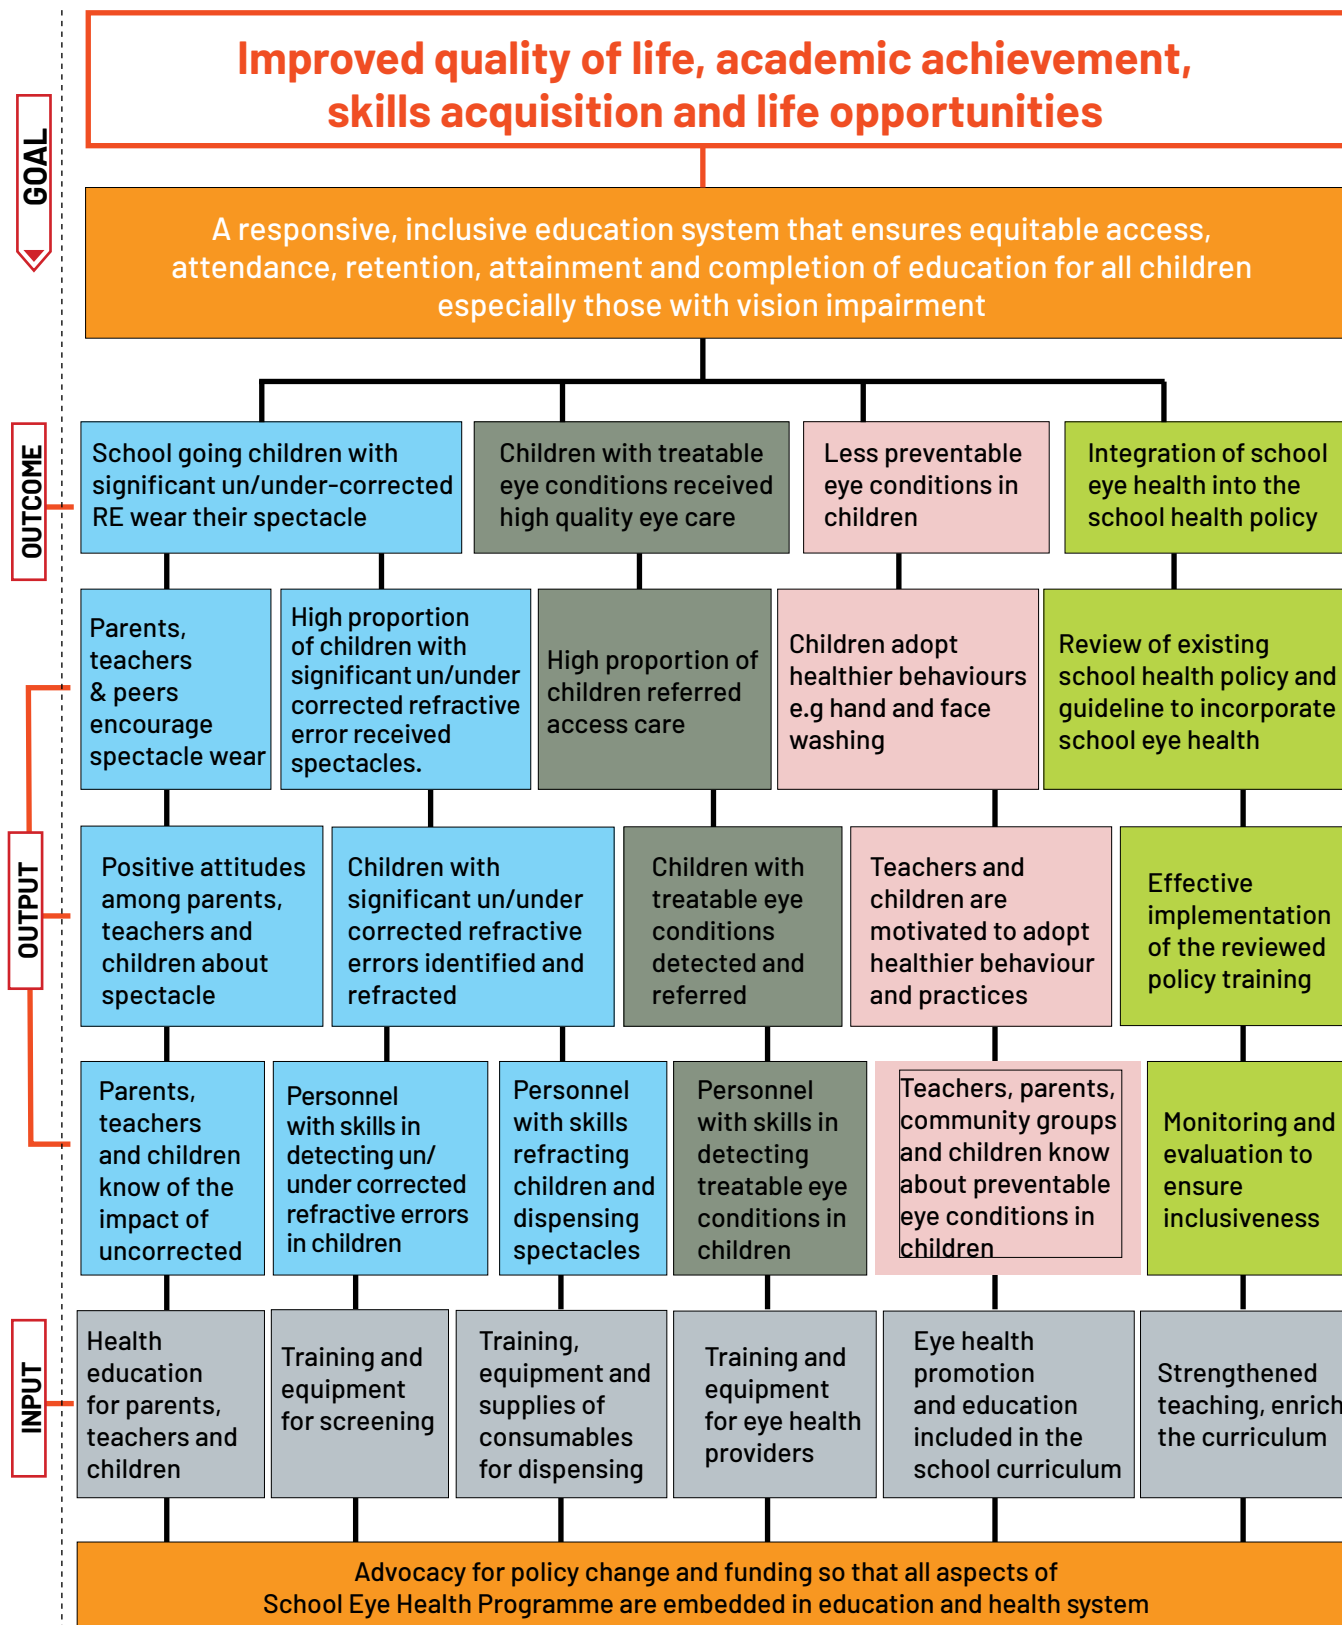 Improved quality of life, academic achievement,
skills acquisition and life opportunities
GOAL
A responsive, inclusive education system that ensures equitable access,
attendance, retention, attainment and completion of education for all children
especially those with vision impairment
OUTCOME
School going children with
significant un/under-corrected
RE wear their spectacle
Children with treatable
eye conditions received
high quality eye care
Less preventable
eye conditions in
children
Integration of school
eye health into the
school health policy
OUTPUT
Parents,
teachers
& peers
encourage
spectacle wear
High proportion
of children with
significant un/under
corrected refractive
error received
spectacles.
High proportion of
children referred
access care
Children adopt
healthier behaviours
e.g hand and face
washing
Review of existing
school health policy and
guideline to incorporate
school eye health
Positive attitudes
among parents,
teachers and
children about
spectacle
Children with
significant un/under
corrected refractive
errors identified and
refracted
Children with
treatable eye
conditions
detected and
referred
Teachers and
children are
motivated to adopt
healthier behaviour
and practices
Effective
implementation
of the reviewed
policy training
Parents,
teachers
and children
know of the
impact of
uncorrected
Personnel
with skills in
detecting un/
under corrected
refractive errors
in children
Personnel
with skills
refracting
children and
dispensing
spectacles
Personnel
with skills in
detecting
treatable eye
conditions in
children
Teachers, parents,
community groups
and children know
about preventable
eye conditions in
children
Monitoring and
evaluation to
ensure
inclusiveness
INPUT
Health
education
for parents,
teachers and
children
Training and
equipment
for screening
Training,
equipment and
supplies of
consumables
for dispensing
Training and
equipment
for eye health
providers
Eye health
promotion
and education
included in the
school curriculum
Strengthened
teaching, enrich
the curriculum
Advocacy for policy change and funding so that all aspects of
School Eye Health Programme are embedded in education and health system